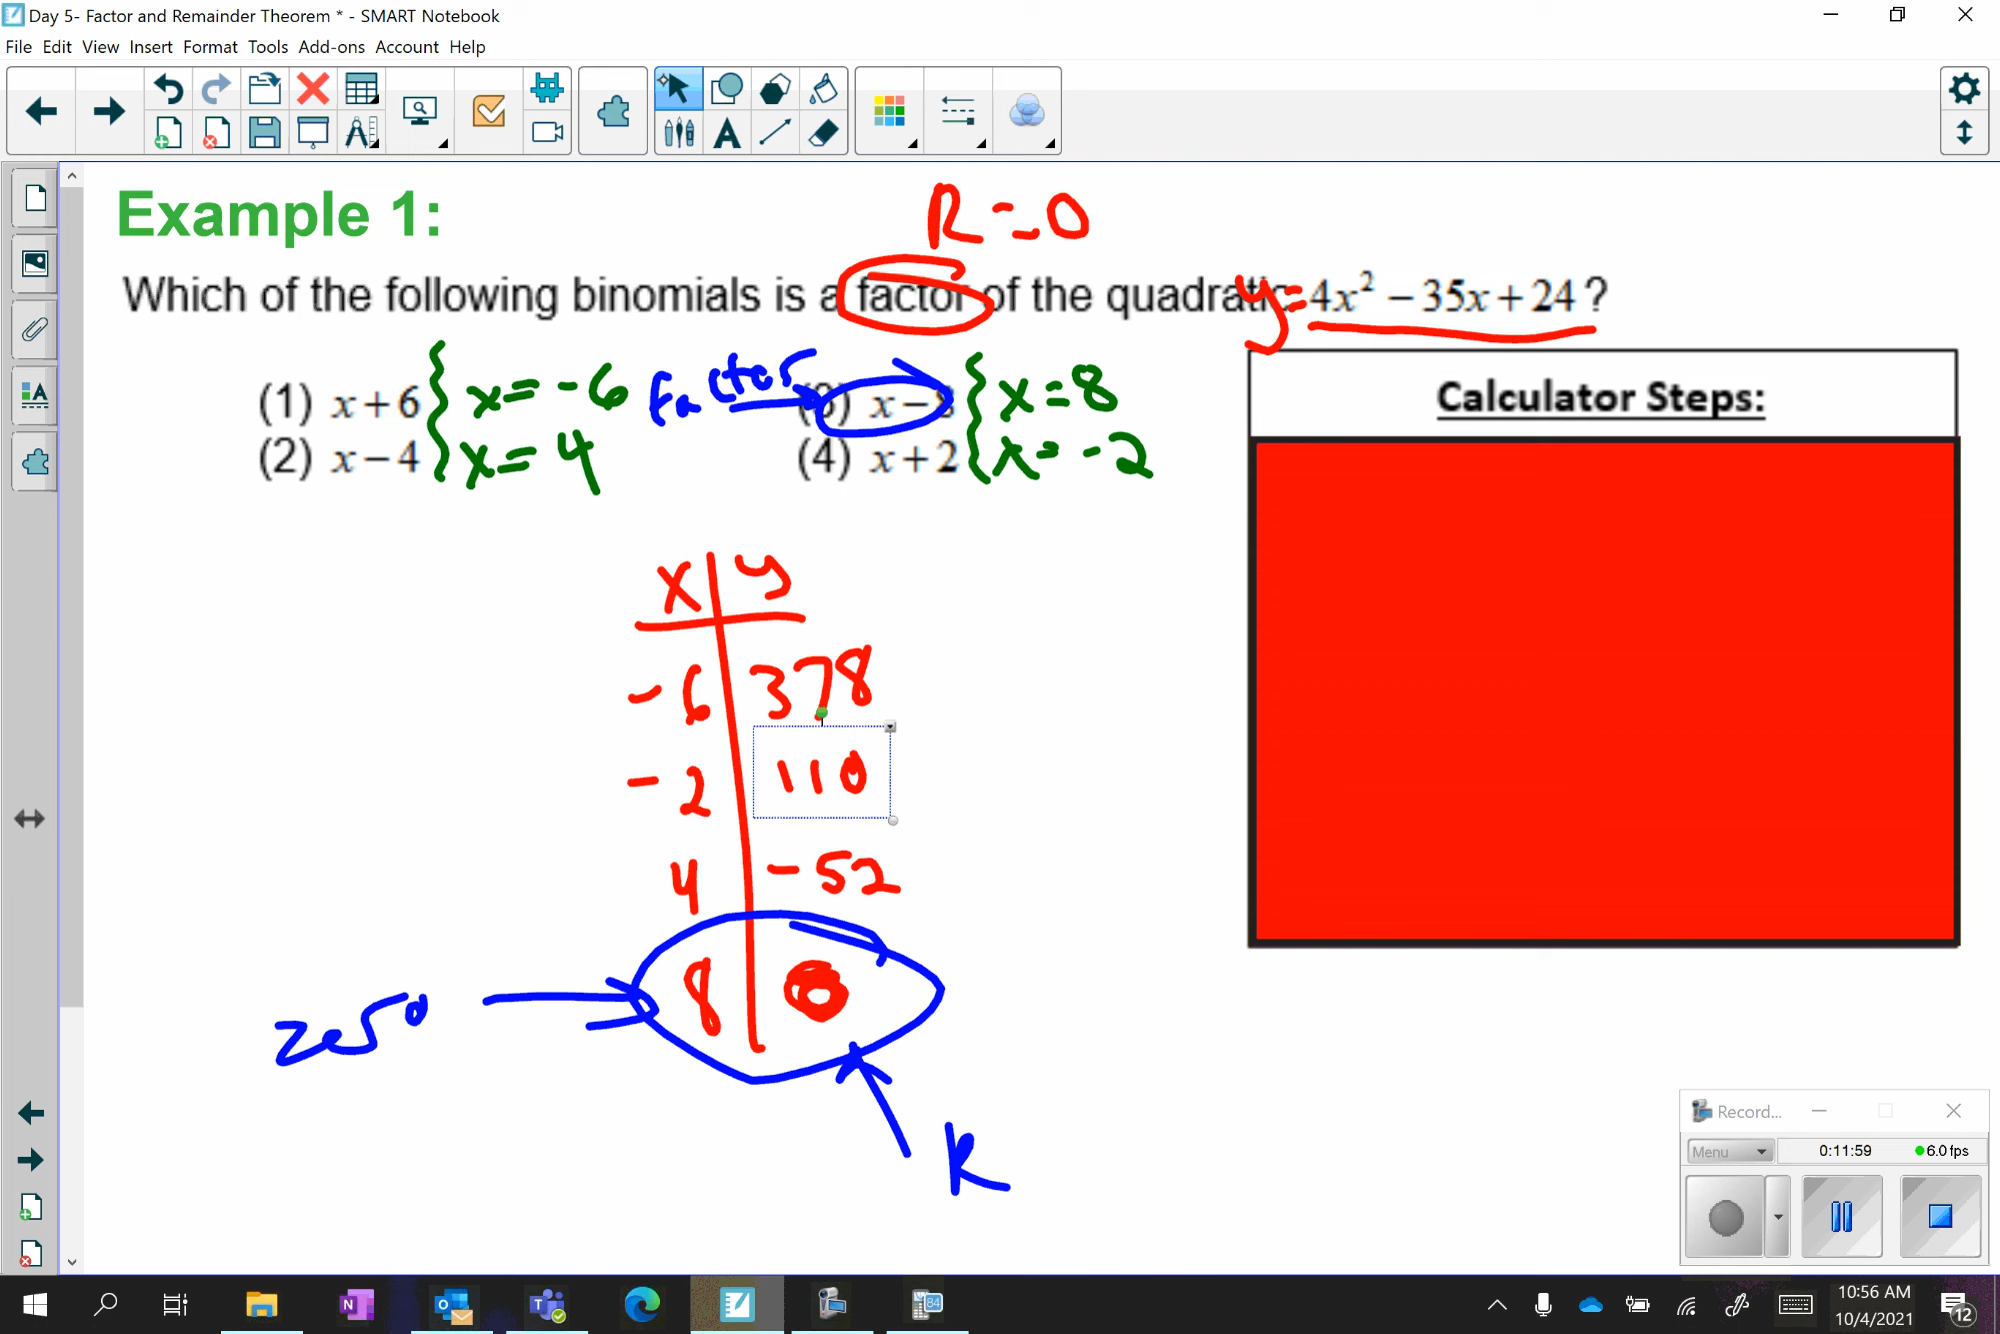 Day 5- Factor and Remainder Theorem * - SMART Notebook
File Edit View Insert Format Tools Add-ons Account Help
Example 1:
R = 0
Which of the following binomials is a factor of the quadratic y = 4x² − 35x + 24 ?
(1) x + 6 { x = -6
Factor (3) x − 8 { x = 8
(2) x − 4 { x = 4
(4) x + 2 { x = -2
Calculator Steps:
x y
-6 378
-2 110
4 -52
8 0
zero
R
Record...
Menu
0:11:59
6.0 fps
84
10:56 AM
10/4/2021
12